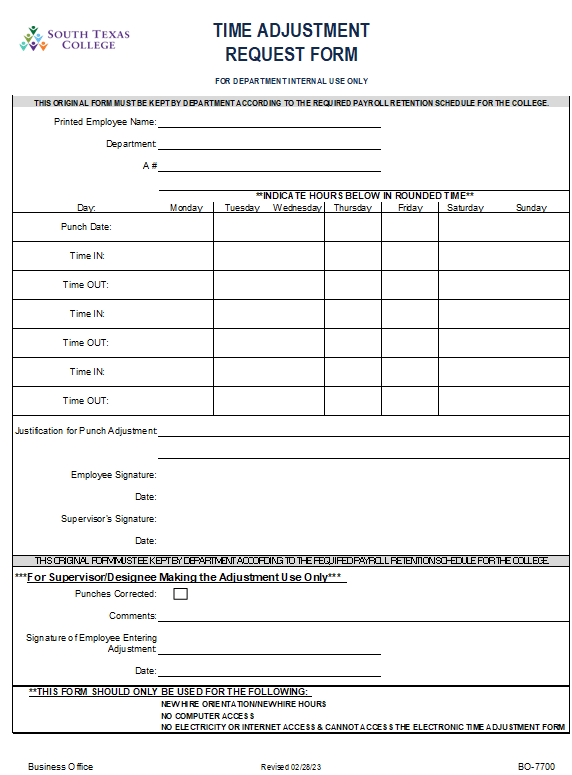 SOUTH TEXAS
COLLEGE
TIME ADJUSTMENT
REQUEST FORM
FOR DEPARTMENT INTERNAL USE ONLY
THIS ORIGINAL FORM MUST BE KEPT BY DEPARTMENT ACCORDING TO THE REQUIRED PAYROLL RETENTION SCHEDULE FOR THE COLLEGE.
Printed Employee Name:
Department:
A #
**INDICATE HOURS BELOW IN ROUNDED TIME**
Day: Monday Tuesday Wednesday Thursday Friday Saturday Sunday
Punch Date:
Time IN:
Time OUT:
Time IN:
Time OUT:
Time IN:
Time OUT:
Justification for Punch Adjustment:
Employee Signature:
Date:
Supervisor's Signature:
Date:
THIS ORIGINAL FORM MUST BE KEPT BY DEPARTMENT ACCORDING TO THE REQUIRED PAYROLL RETENTION SCHEDULE FOR THE COLLEGE.
***For Supervisor/Designee Making the Adjustment Use Only***
Punches Corrected:
Comments:
Signature of Employee Entering
Adjustment:
Date:
**THIS FORM SHOULD ONLY BE USED FOR THE FOLLOWING:
NEW HIRE ORIENTATION/NEW HIRE HOURS
NO COMPUTER ACCESS
NO ELECTRICITY OR INTERNET ACCESS & CANNOT ACCESS THE ELECTRONIC TIME ADJUSTMENT FORM
Business Office Revised 02/28/23 BO-7700